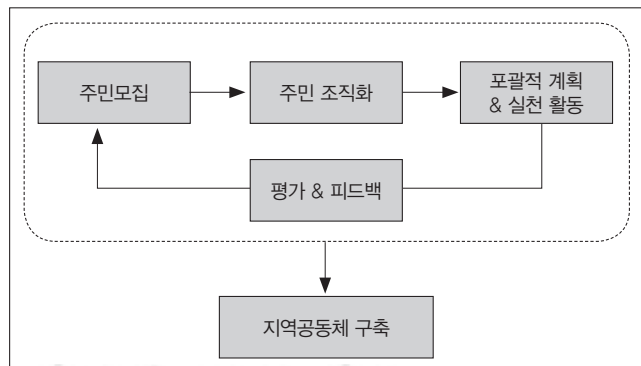 주민모집
주민 조직화
포괄적 계획
& 실천 활동
평가 & 피드백
지역공동체 구축